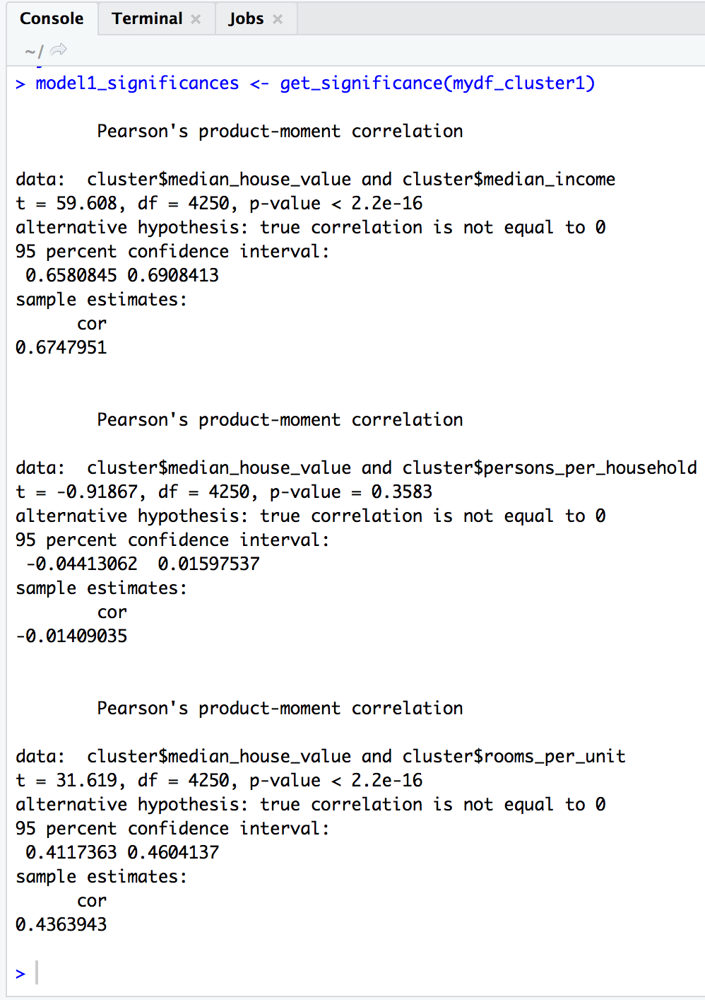 Console Terminal × Jobs ×
~/
> model1_significances <- get_significance(mydf_cluster1)
Pearson's product-moment correlation
data:  cluster$median_house_value and cluster$median_income
t = 59.608, df = 4250, p-value < 2.2e-16
alternative hypothesis: true correlation is not equal to 0
95 percent confidence interval:
 0.6580845 0.6908413
sample estimates:
      cor
0.6747951
Pearson's product-moment correlation
data:  cluster$median_house_value and cluster$persons_per_household
t = -0.91867, df = 4250, p-value = 0.3583
alternative hypothesis: true correlation is not equal to 0
95 percent confidence interval:
 -0.04413062  0.01597537
sample estimates:
        cor
-0.01409035
Pearson's product-moment correlation
data:  cluster$median_house_value and cluster$rooms_per_unit
t = 31.619, df = 4250, p-value < 2.2e-16
alternative hypothesis: true correlation is not equal to 0
95 percent confidence interval:
 0.4117363 0.4604137
sample estimates:
      cor
0.4363943
>